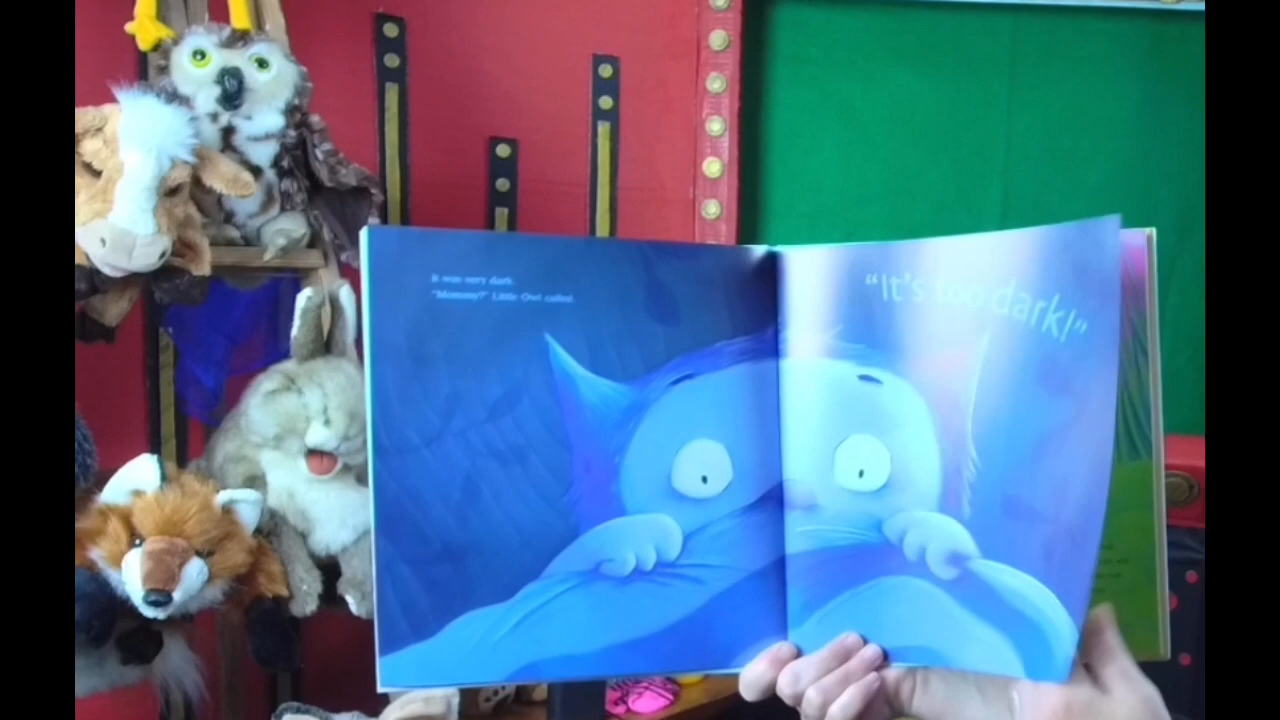 It was very dark.
"Mommy?" Little Owl called.
"It's too dark!"